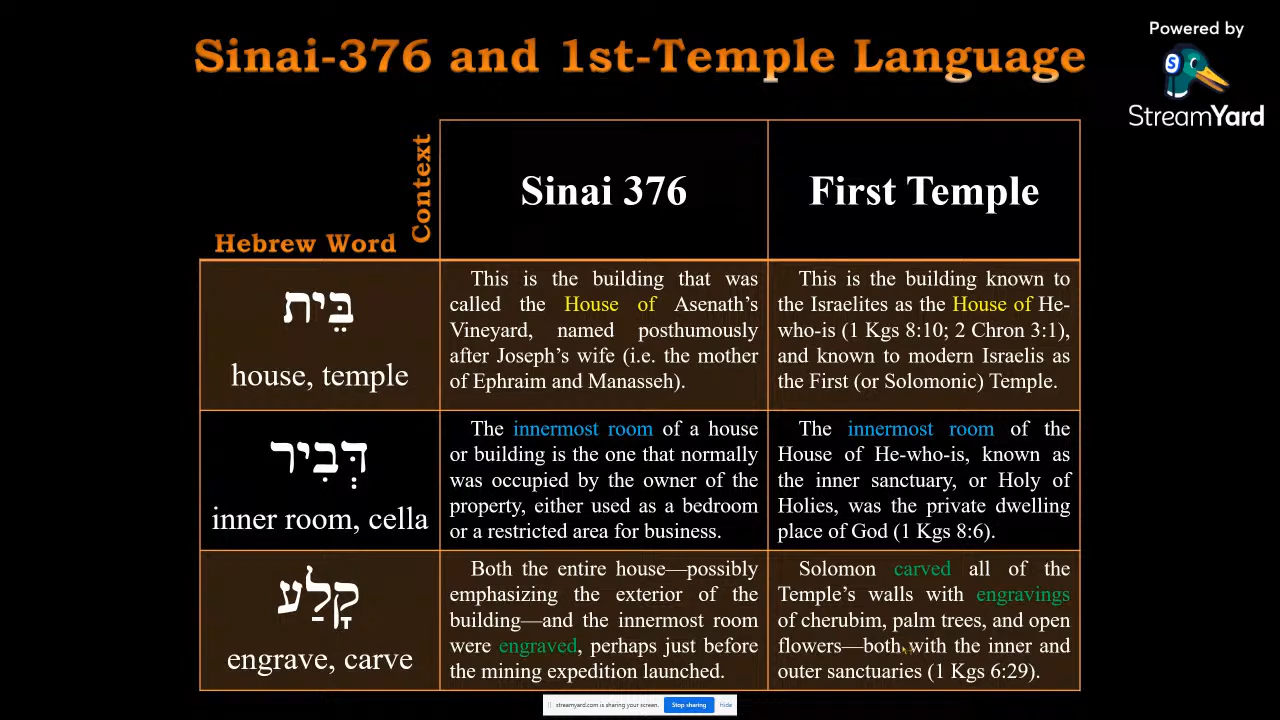 Sinai-376 and 1st-Temple Language
Powered by
StreamYard
Context
Hebrew Word
Sinai 376
First Temple
בֵּית
house, temple
This is the building that was
called the House of Asenath’s
Vineyard, named posthumously
after Joseph’s wife (i.e. the mother
of Ephraim and Manasseh).
This is the building known to
the Israelites as the House of He-
who-is (1 Kgs 8:10; 2 Chron 3:1),
and known to modern Israelis as
the First (or Solomonic) Temple.
דְּבִיר
inner room, cella
The innermost room of a house
or building is the one that normally
was occupied by the owner of the
property, either used as a bedroom
or a restricted area for business.
The innermost room of the
House of He-who-is, known as
the inner sanctuary, or Holy of
Holies, was the private dwelling
place of God (1 Kgs 8:6).
קָלַע
engrave, carve
Both the entire house—possibly
emphasizing the exterior of the
building—and the innermost room
were engraved, perhaps just before
the mining expedition launched.
Solomon carved all of the
Temple’s walls with engravings
of cherubim, palm trees, and open
flowers—both with the inner and
outer sanctuaries (1 Kgs 6:29).
streamyard.com is sharing your screen.
Stop sharing
Hide